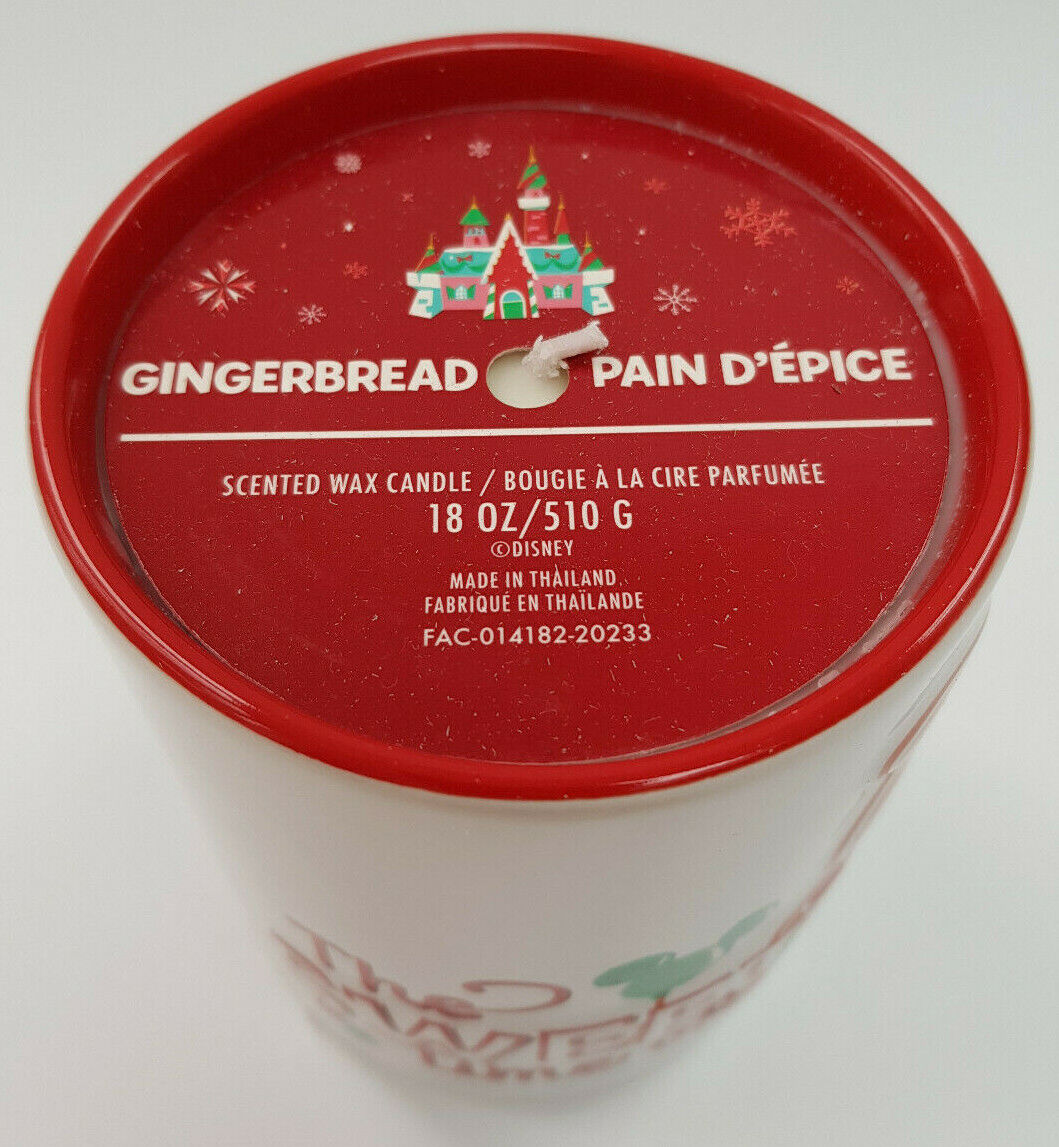 GINGERBREAD PAIN D'ÉPICE
SCENTED WAX CANDLE / BOUGIE À LA CIRE PARFUMÉE
18 OZ/510 G
©DISNEY
MADE IN THAILAND
FABRIQUÉ EN THAÏLANDE
FAC-014182-20233
The